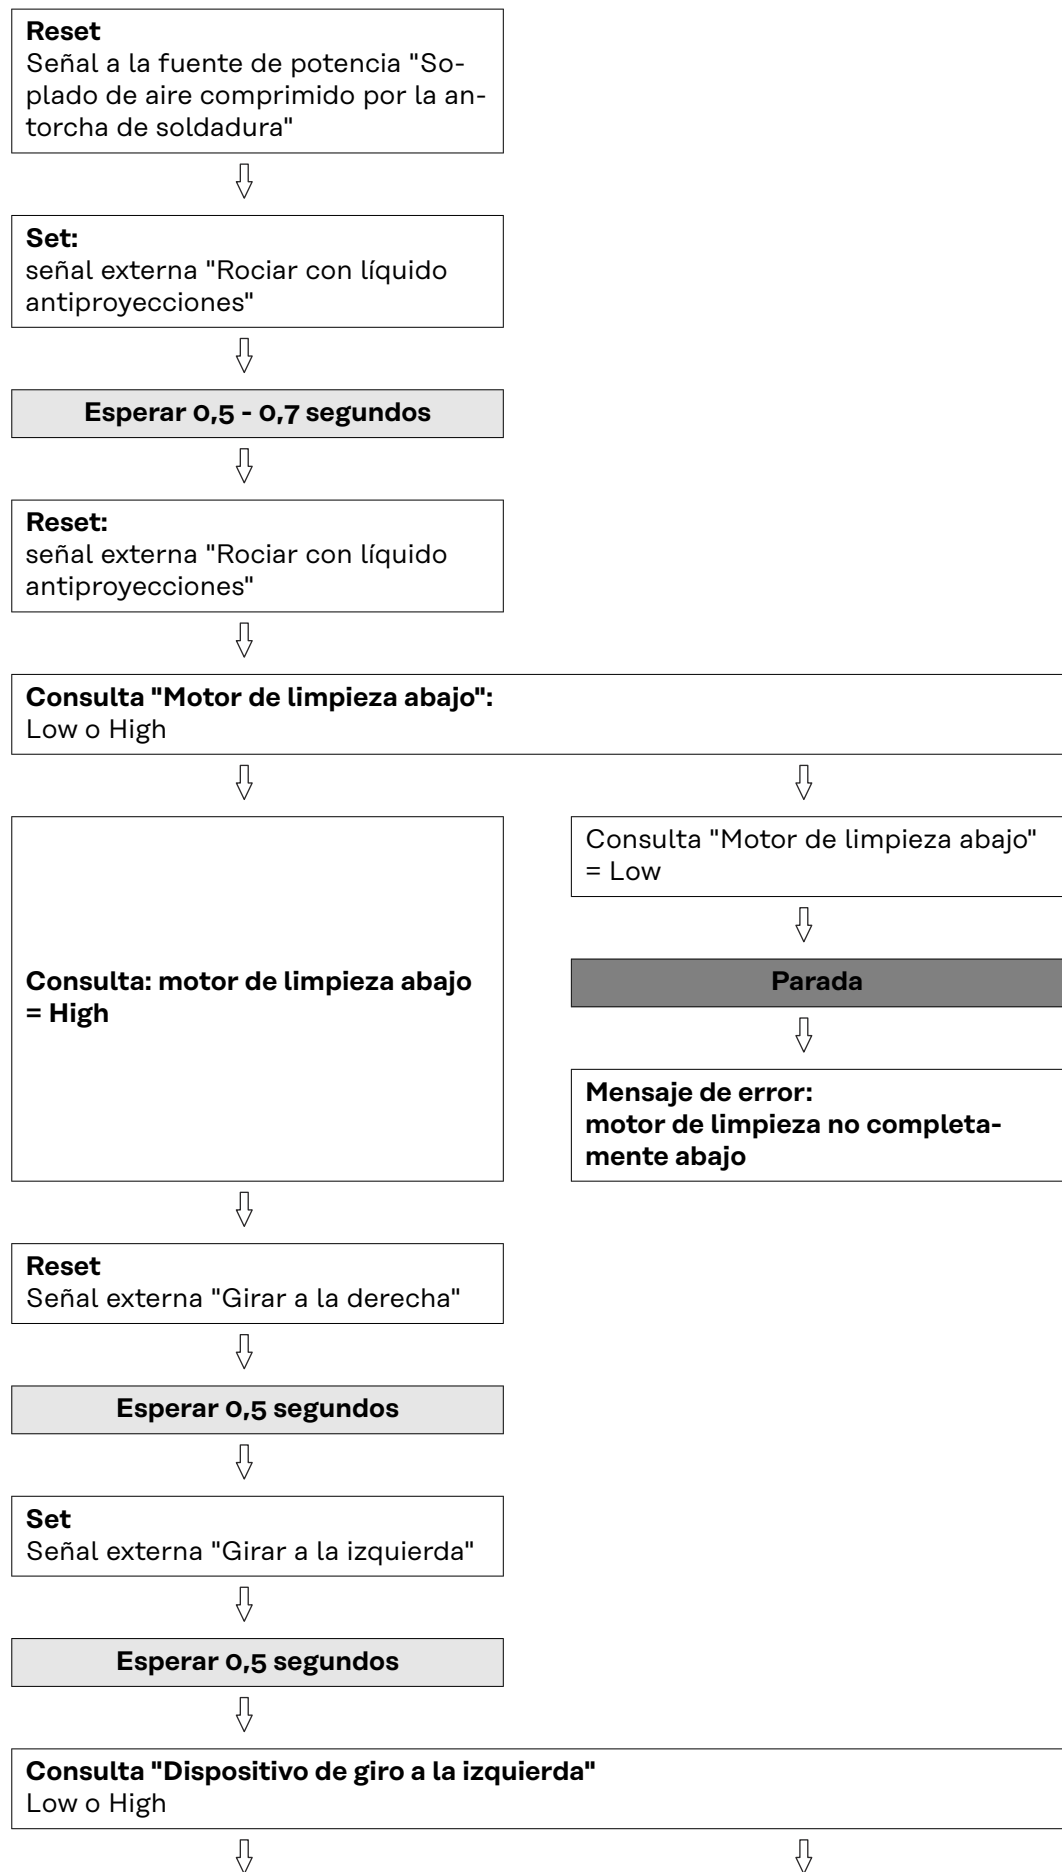 Reset
Señal a la fuente de potencia "So-
plado de aire comprimido por la an-
torcha de soldadura"
Set:
señal externa "Rociar con líquido
antiproyecciones"
Esperar 0,5 - 0,7 segundos
Reset:
señal externa "Rociar con líquido
antiproyecciones"
Consulta "Motor de limpieza abajo":
Low o High
Consulta: motor de limpieza abajo
= High
Consulta "Motor de limpieza abajo"
= Low
Parada
Mensaje de error:
motor de limpieza no completa-
mente abajo
Reset
Señal externa "Girar a la derecha"
Esperar 0,5 segundos
Set
Señal externa "Girar a la izquierda"
Esperar 0,5 segundos
Consulta "Dispositivo de giro a la izquierda"
Low o High